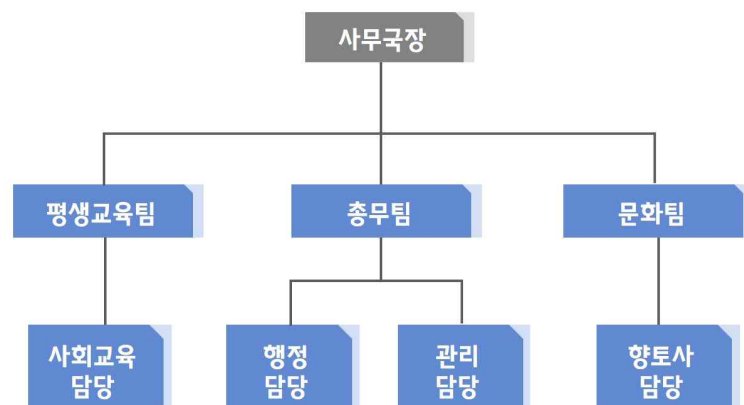 사무국장
평생교육팀
총무팀
문화팀
사회교육
담당
행정
담당
관리
담당
향토사
담당